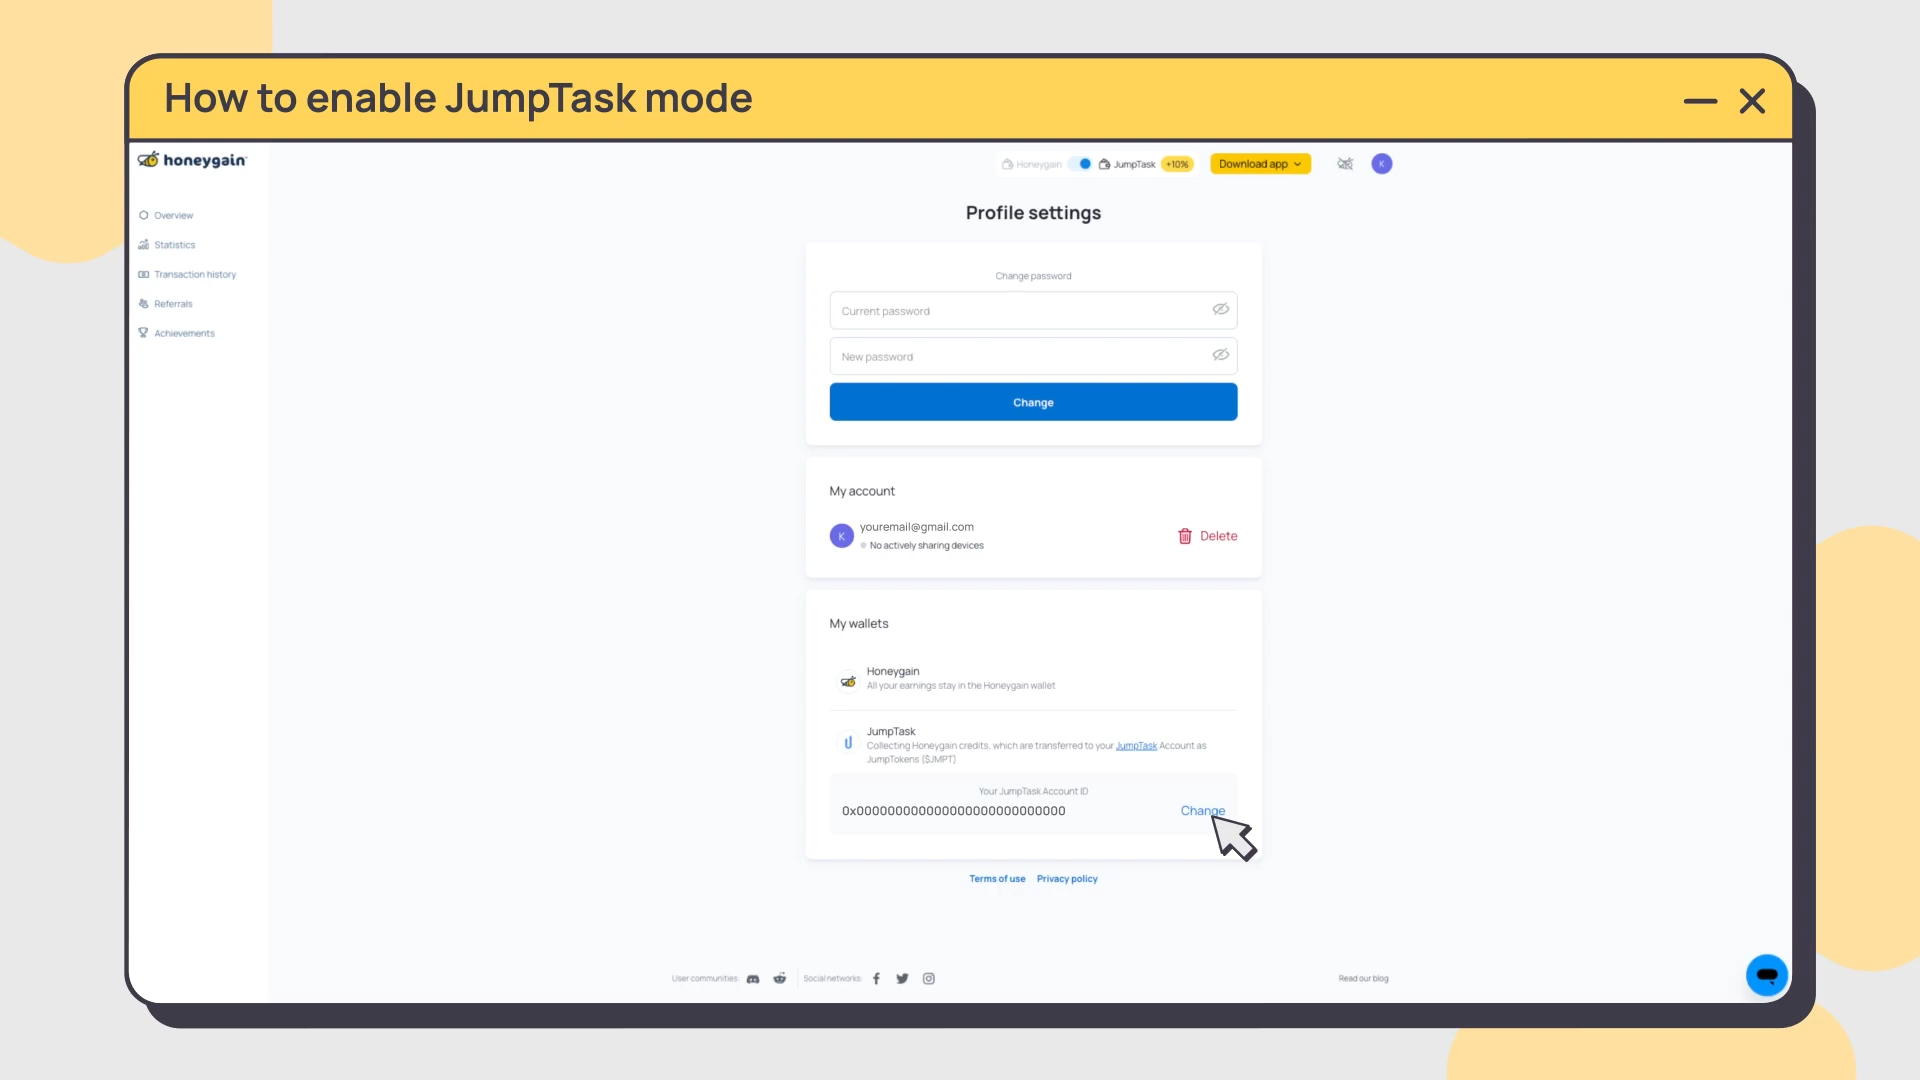 How to enable JumpTask mode
honeygain
Honeygain JumpTask +10% Download app K
Overview
Statistics
Transaction history
Referrals
Achievements
Profile settings
Change password
Current password
New password
Change
My account
K youremail@gmail.com
No actively sharing devices
Delete
My wallets
Honeygain
All your earnings stay in the Honeygain wallet
JumpTask
Collecting Honeygain credits, which are transferred to your JumpTask Account as
JumpTokens ($JMPT)
Your JumpTask Account ID
0x000000000000000000000000000 Change
Terms of use Privacy policy
User communities: Social networks: Read our blog